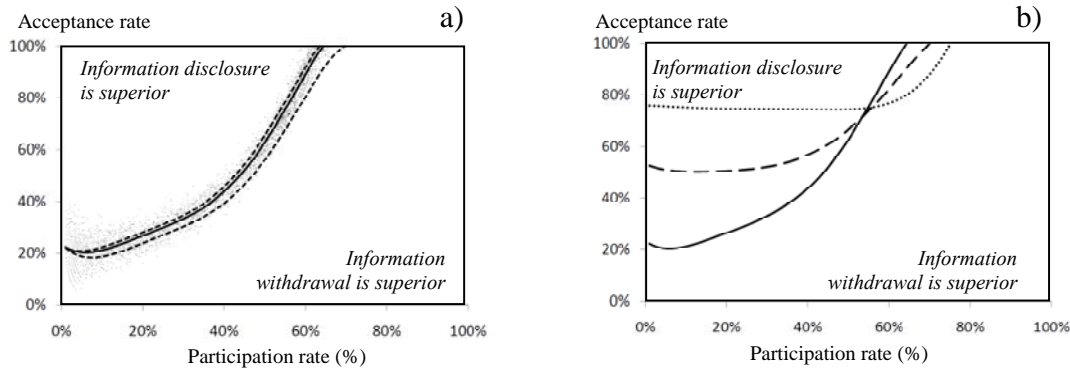 Acceptance rate
a)
100%
80%
60%
40%
20%
0%
Information disclosure
is superior
Information
withdrawal is superior
0%
20%
40%
60%
80%
100%
Participation rate (%)
Acceptance rate
b)
100%
80%
60%
40%
20%
0%
Information disclosure
is superior
Information
withdrawal is superior
0%
20%
40%
60%
80%
100%
Participation rate (%)